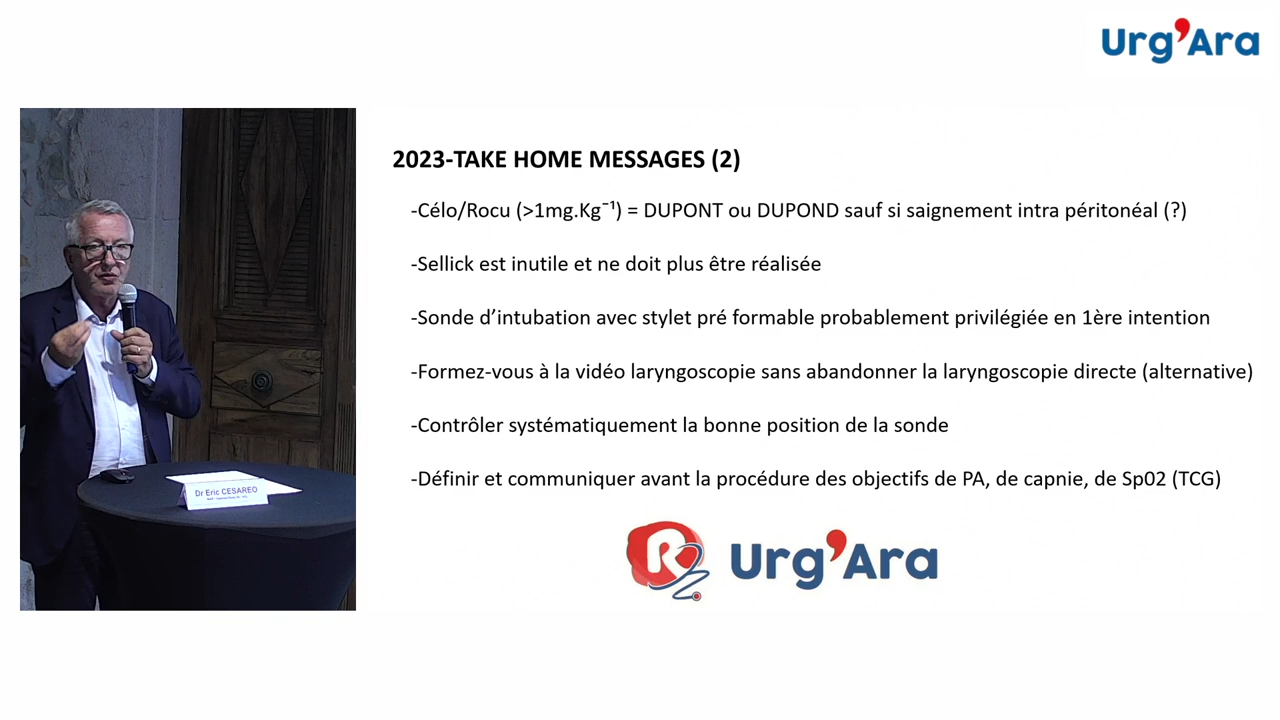 Urg'Ara
2023-TAKE HOME MESSAGES (2)
-Célo/Rocu (>1mg.Kg⁻¹) = DUPONT ou DUPOND sauf si saignement intra péritonéal (?)
-Sellick est inutile et ne doit plus être réalisée
-Sonde d’intubation avec stylet pré formable probablement privilégiée en 1ère intention
-Formez-vous à la vidéo laryngoscopie sans abandonner la laryngoscopie directe (alternative)
-Contrôler systématiquement la bonne position de la sonde
-Définir et communiquer avant la procédure des objectifs de PA, de capnie, de Sp02 (TCG)
Dr Eric CESAREO
R Urg'Ara